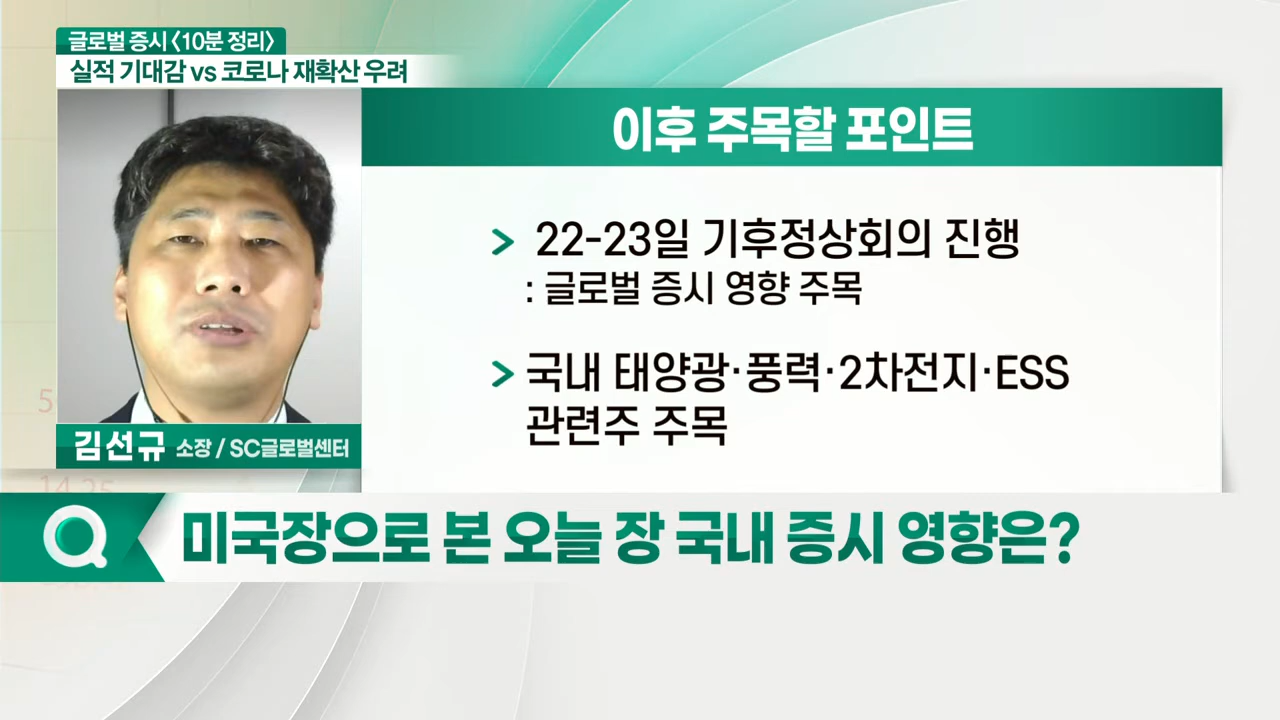 글로벌 증시 <10분 정리>
실적 기대감 vs 코로나 재확산 우려
이후 주목할 포인트
> 22-23일 기후정상회의 진행
: 글로벌 증시 영향 주목
> 국내 태양광·풍력·2차전지·ESS
관련주 주목
김선규 소장 / SC글로벌센터
Q 미국장으로 본 오늘 장 국내 증시 영향은?